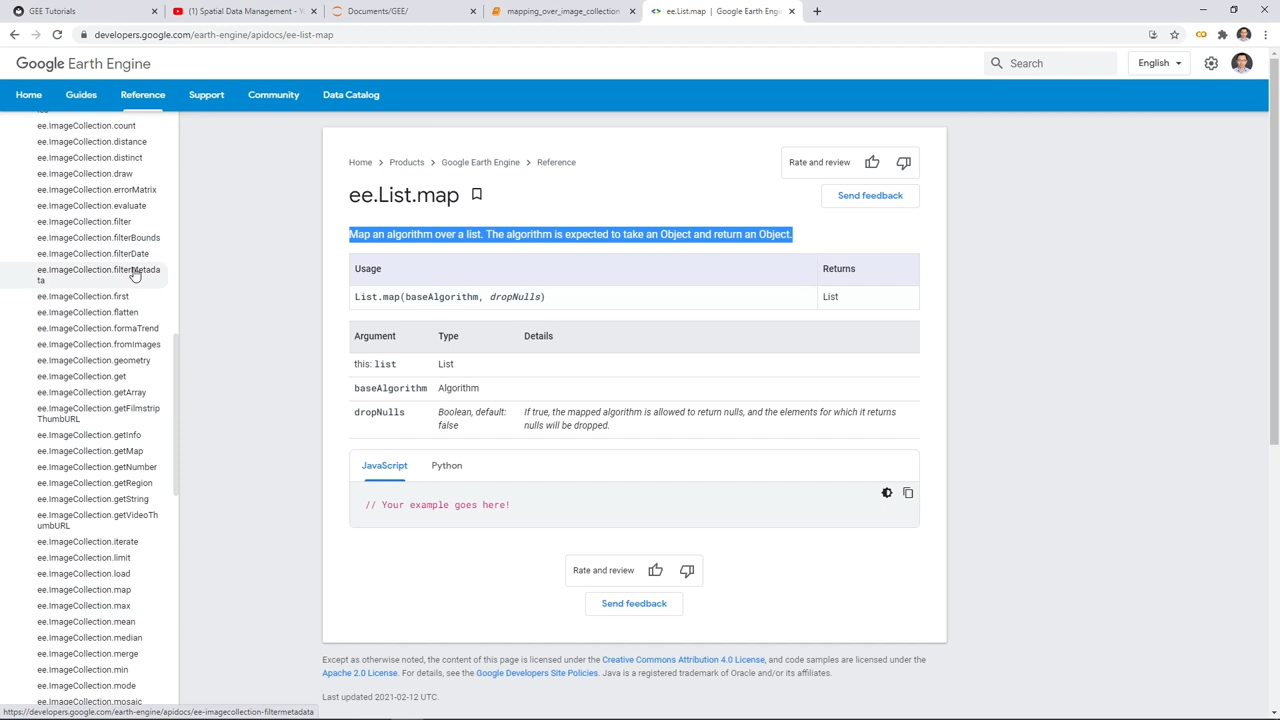 GEE Tutorials
(1) Spatial Data Management - Y
Documents/GEE/
mapping_over_image_collection
ee.List.map | Google Earth Engin
developers.google.com/earth-engine/apidocs/ee-list-map
Google Earth Engine
Search
English
Home Guides Reference Support Community Data Catalog
ee.ImageCollection.count
ee.ImageCollection.distance
ee.ImageCollection.distinct
ee.ImageCollection.draw
ee.ImageCollection.errorMatrix
ee.ImageCollection.evaluate
ee.ImageCollection.filter
ee.ImageCollection.filterBounds
ee.ImageCollection.filterDate
ee.ImageCollection.filterMetada
ta
ee.ImageCollection.first
ee.ImageCollection.flatten
ee.ImageCollection.formaTrend
ee.ImageCollection.fromImages
ee.ImageCollection.geometry
ee.ImageCollection.get
ee.ImageCollection.getArray
ee.ImageCollection.getFilmstrip
ThumbURL
ee.ImageCollection.getInfo
ee.ImageCollection.getMap
ee.ImageCollection.getNumber
ee.ImageCollection.getRegion
ee.ImageCollection.getString
ee.ImageCollection.getVideoTh
umbURL
ee.ImageCollection.iterate
ee.ImageCollection.limit
ee.ImageCollection.load
ee.ImageCollection.map
ee.ImageCollection.max
ee.ImageCollection.mean
ee.ImageCollection.median
ee.ImageCollection.merge
ee.ImageCollection.min
ee.ImageCollection.mode
ee.ImageCollection.mosaic
Home > Products > Google Earth Engine > Reference
Rate and review
ee.List.map
Send feedback
Map an algorithm over a list. The algorithm is expected to take an Object and return an Object.
Usage Returns
List.map(baseAlgorithm, dropNulls) List
Argument Type Details
this: list List
baseAlgorithm Algorithm
dropNulls Boolean, default: If true, the mapped algorithm is allowed to return nulls, and the elements for which it returns
false nulls will be dropped.
JavaScript Python
// Your example goes here!
Rate and review
Send feedback
Except as otherwise noted, the content of this page is licensed under the Creative Commons Attribution 4.0 License, and code samples are licensed under the
Apache 2.0 License. For details, see the Google Developers Site Policies. Java is a registered trademark of Oracle and/or its affiliates.
Last updated 2021-02-12 UTC.
https://developers.google.com/earth-engine/apidocs/ee-imagecollection-filtermetadata